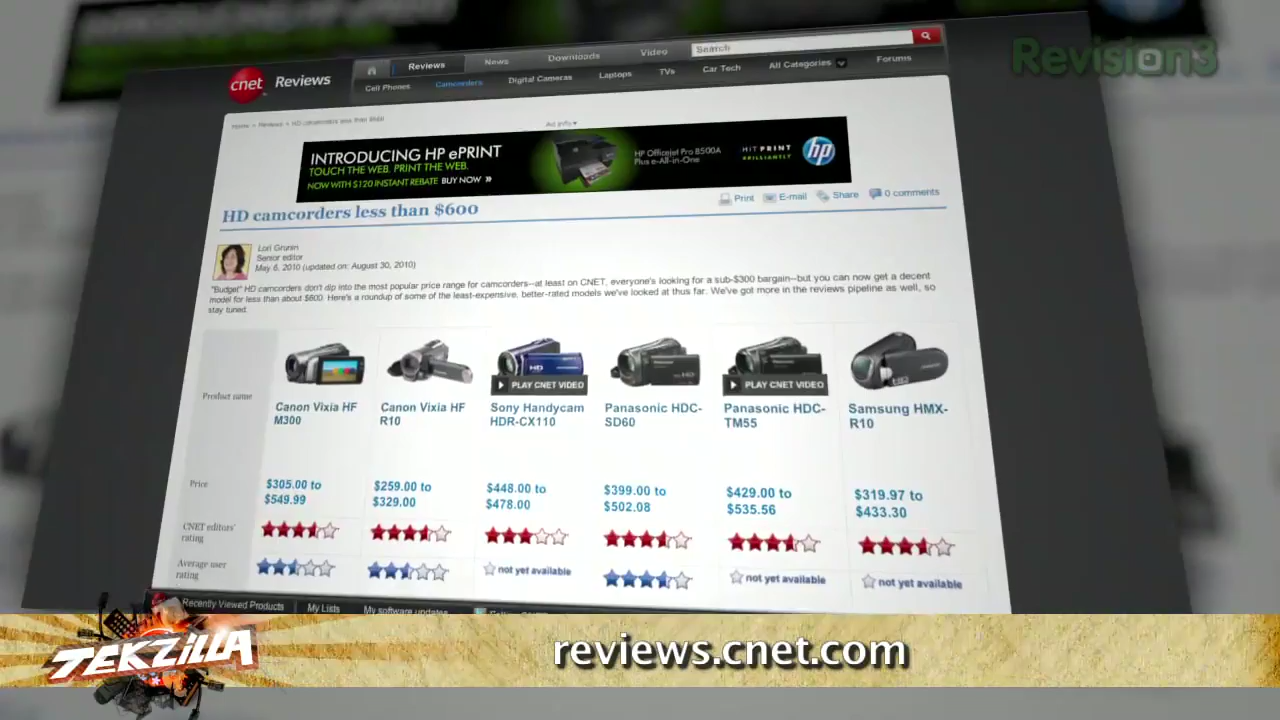 Revision3
cnet Reviews
Reviews News Downloads Video Search
Cell Phones Camcorders Digital Cameras Laptops TVs Car Tech All Categories Forums
Home > Reviews > HD camcorders less than $600
Ad Info
INTRODUCING HP ePRINT
TOUCH THE WEB. PRINT THE WEB.
NOW WITH $120 INSTANT REBATE BUY NOW »
HP Officejet Pro 8500A
Plus e-All-in-One
HIT PRINT
BRILLIANTLY
hp
Print E-mail Share 0 comments
HD camcorders less than $600
Lori Grunin
Senior editor
May 6, 2010 (updated on: August 30, 2010)
"Budget" HD camcorders don't dip into the most popular price range for camcorders--at least on CNET, everyone's looking for a sub-$300 bargain--but you can now get a decent
model for less than about $600. Here's a roundup of some of the least-expensive, better-rated models we've looked at thus far. We've got more in the reviews pipeline as well, so
stay tuned.
HD
PLAY CNET VIDEO PLAY CNET VIDEO
Product name
Canon Vixia HF Canon Vixia HF Sony Handycam Panasonic HDC- Panasonic HDC- Samsung HMX-
M300 R10 HDR-CX110 SD60 TM55 R10
Price
$305.00 to $259.00 to $448.00 to $399.00 to $429.00 to $319.97 to
$549.99 $329.00 $478.00 $502.08 $535.56 $433.30
CNET editors'
rating
Average user
rating
not yet available not yet available not yet available
Recently Viewed Products My Lists My software updates
TEKZILLA
reviews.cnet.com